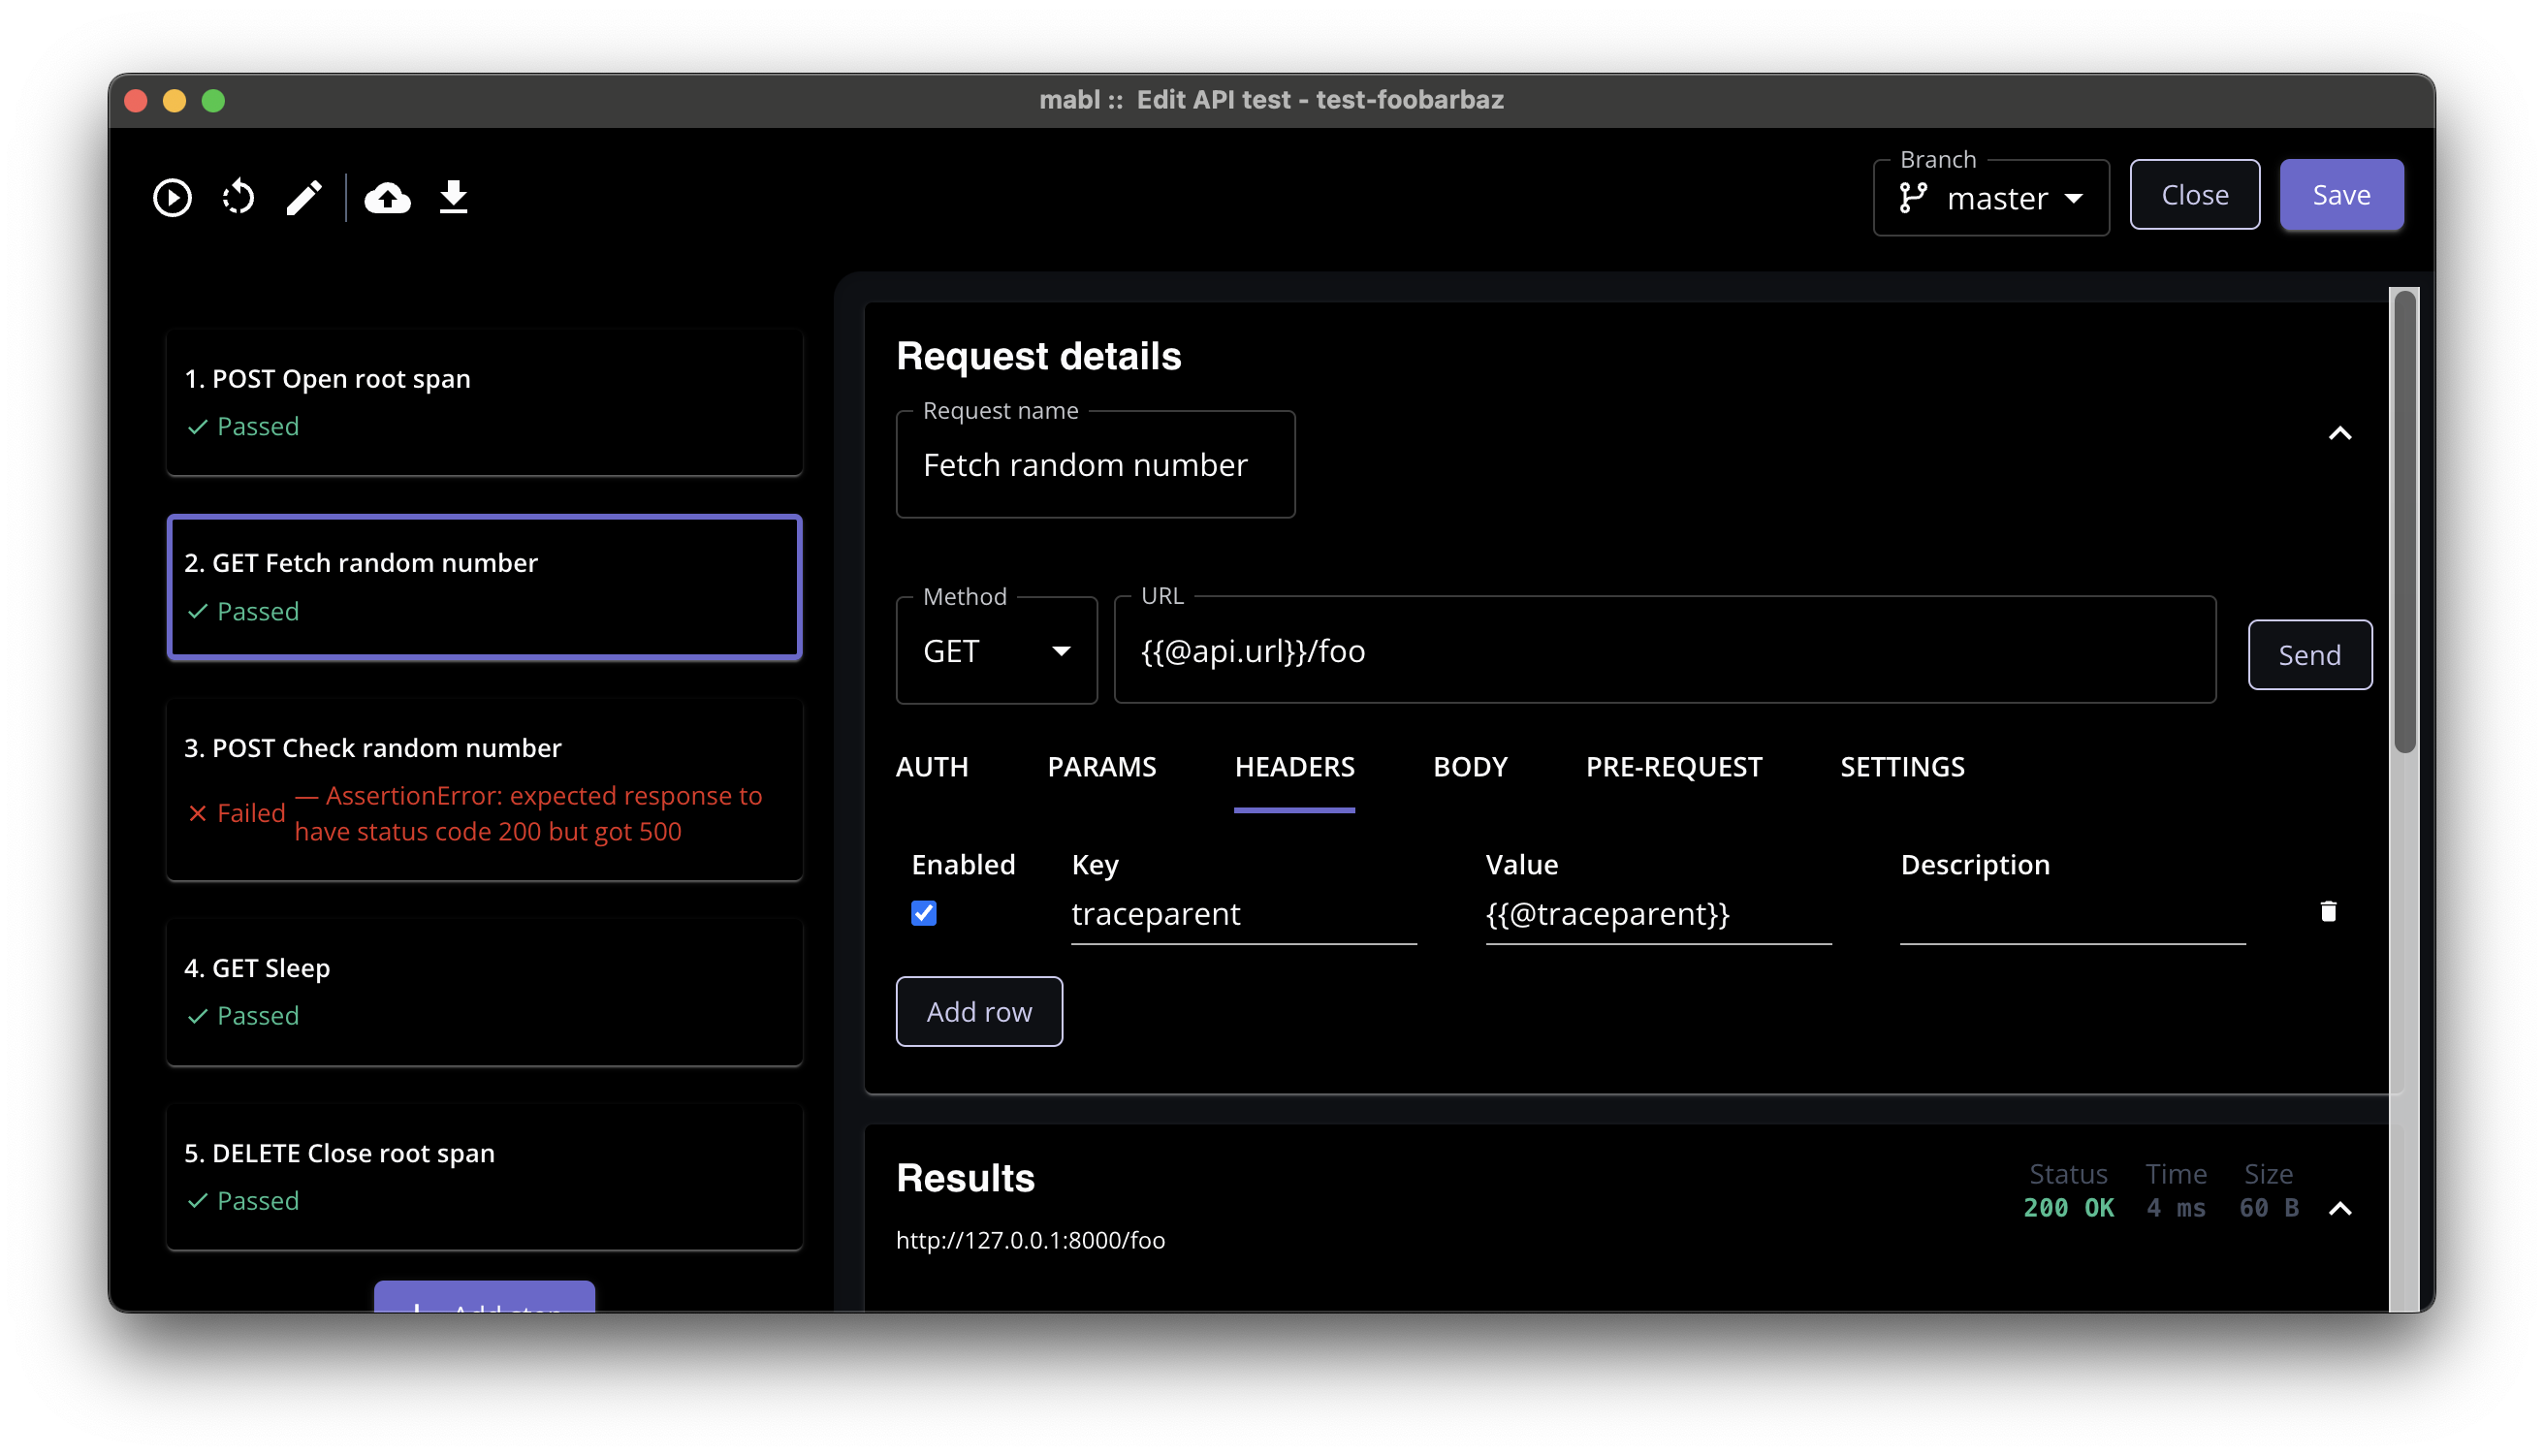 mabl :: Edit API test - test-foobarbaz
Branch
master
Close
Save
1. POST Open root span
Passed
2. GET Fetch random number
Passed
3. POST Check random number
Failed
— AssertionError: expected response to
have status code 200 but got 500
4. GET Sleep
Passed
5. DELETE Close root span
Passed
Add step
Request details
Request name
Fetch random number
Method
GET
URL
{{@api.url}}/foo
Send
AUTH PARAMS HEADERS BODY PRE-REQUEST SETTINGS
Enabled Key Value Description
traceparent {{@traceparent}}
Add row
Results
Status Time Size
200 OK 4 ms 60 B
http://127.0.0.1:8000/foo